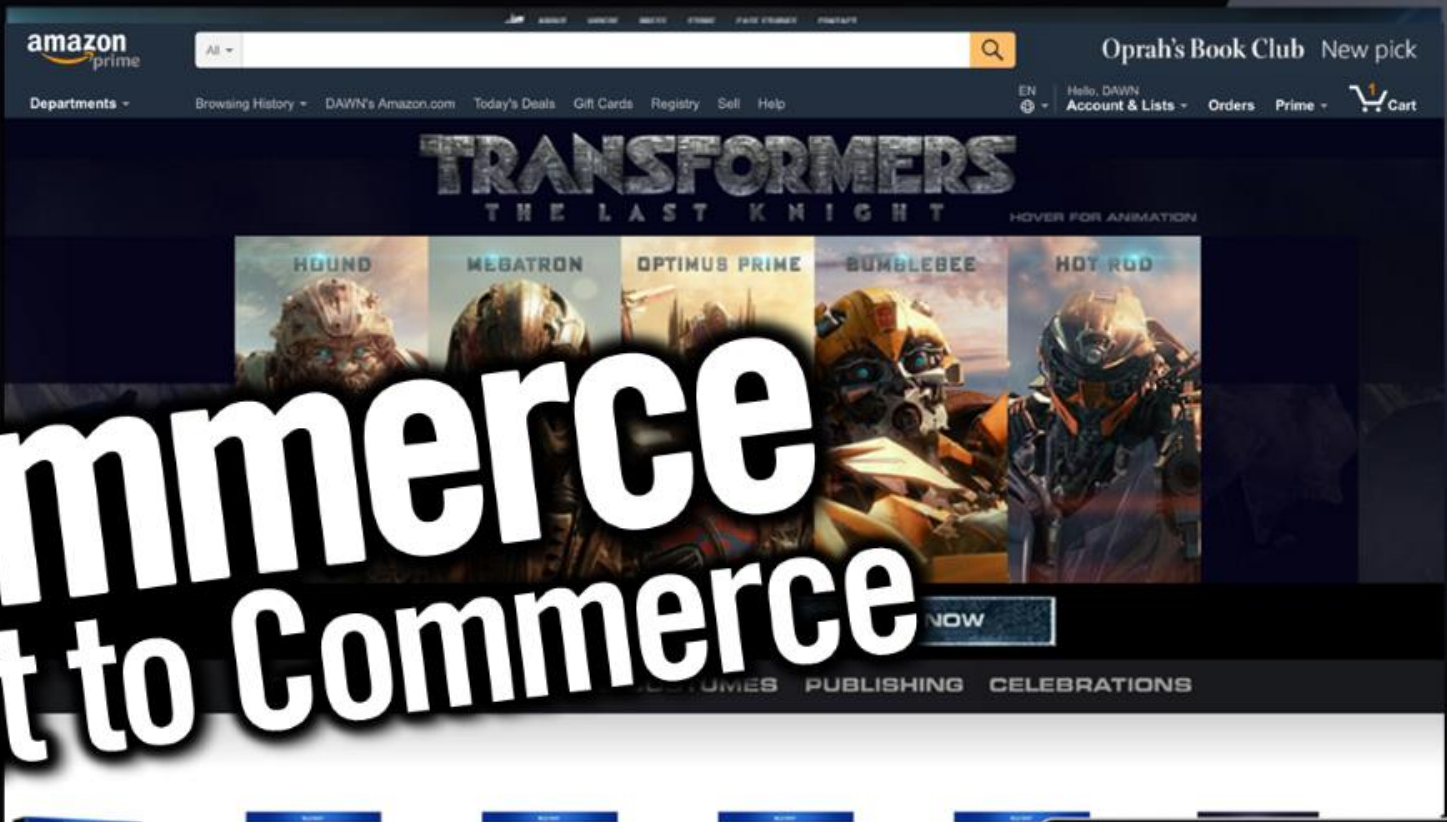 amazon
prime
All
Oprah's Book Club New pick
Departments
Browsing History DAWN's Amazon.com Today's Deals Gift Cards Registry Sell Help
EN
Hello, DAWN
Account & Lists Orders Prime 1 Cart
TRANSFORMERS
THE LAST KNIGHT
HOVER FOR ANIMATION
HOUND MEGATRON OPTIMUS PRIME BUMBLEBEE HOT ROD
mmerce
t to Commerce
NOW
COSTUMES PUBLISHING CELEBRATIONS